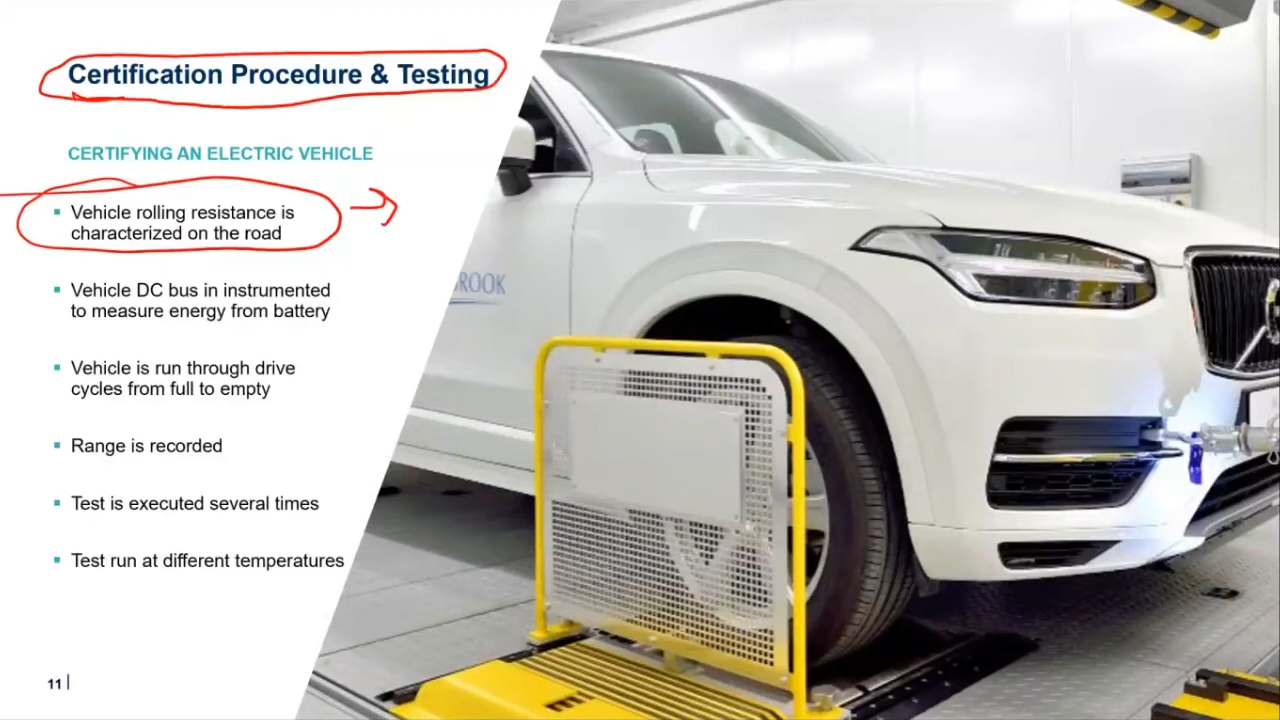 Certification Procedure & Testing
CERTIFYING AN ELECTRIC VEHICLE
Vehicle rolling resistance is
characterized on the road
Vehicle DC bus in instrumented
to measure energy from battery
Vehicle is run through drive
cycles from full to empty
Range is recorded
Test is executed several times
Test run at different temperatures
11